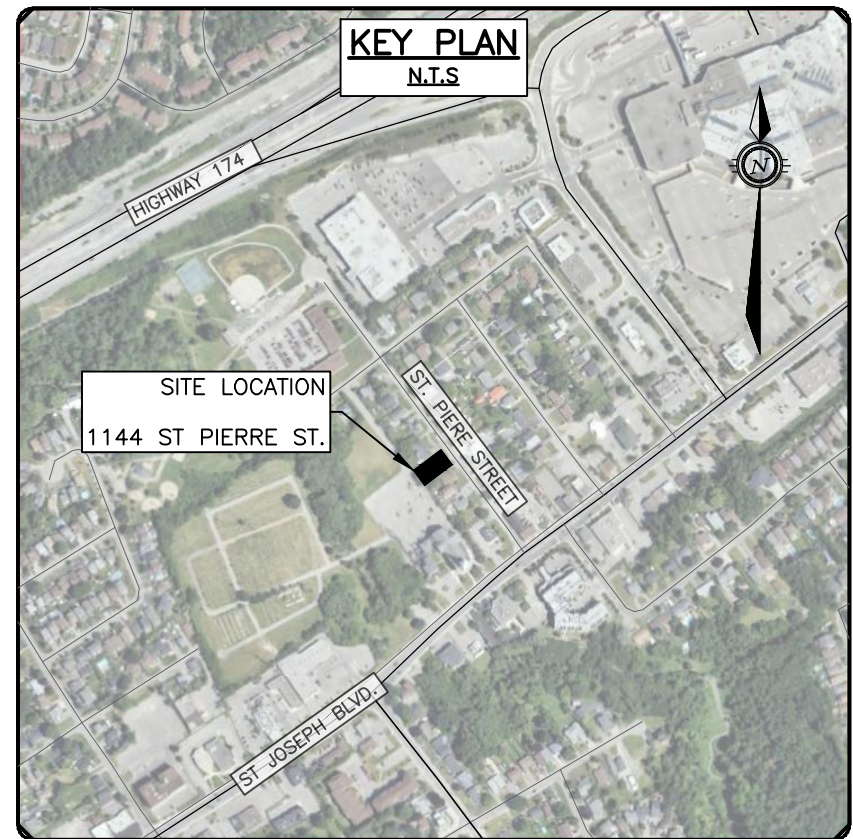 KEY PLAN
N.T.S
N
HIGHWAY 174
SITE LOCATION
1144 ST PIERRE ST.
ST. PIERE STREET
ST JOSEPH BLVD.